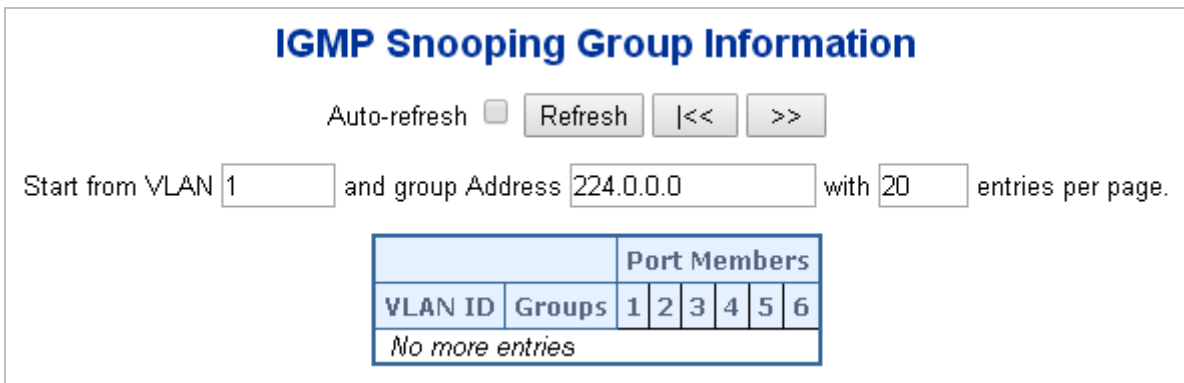 IGMP Snooping Group Information
Auto-refresh Refresh |<< >>
Start from VLAN 1 and group Address 224.0.0.0 with 20 entries per page.
Port Members
VLAN ID Groups 1 2 3 4 5 6
No more entries